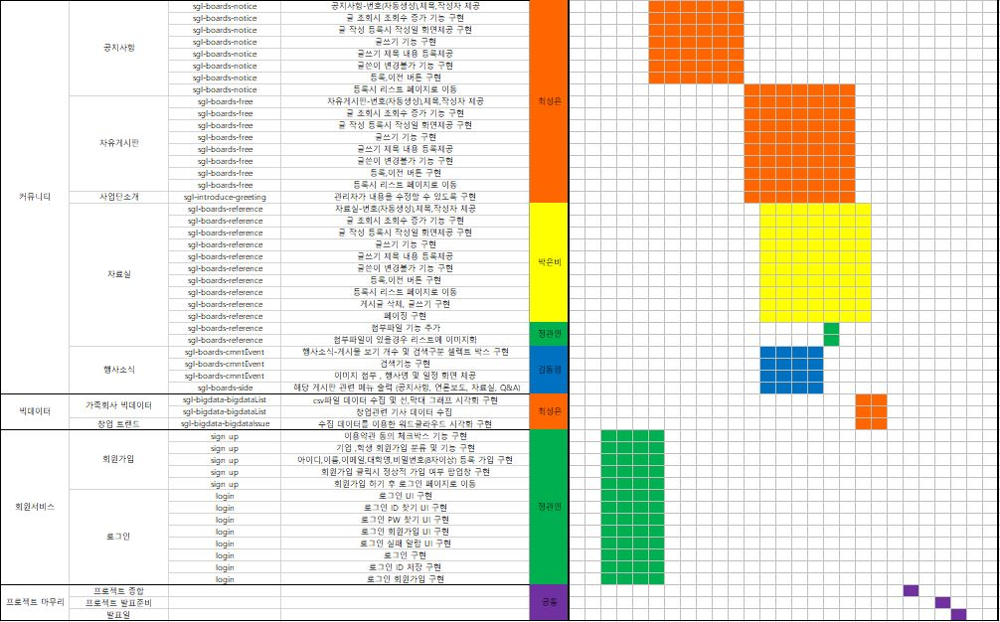 sgl-boards-notice 공지사항-번호(자동생성),제목,작성자 제공
sgl-boards-notice 글 조회시 조회수 증가 기능 구현
sgl-boards-notice 글 작성 등록시 작성일 화면제공 구현
공지사항 sgl-boards-notice 글쓰기 기능 구현
sgl-boards-notice 글쓰기 제목 내용 등록제공
sgl-boards-notice 글쓴이 변경불가 기능 구현
sgl-boards-notice 등록,이전 버튼 구현
sgl-boards-notice 등록시 리스트 페이지로 이동
sgl-boards-free 자유게시판-번호(자동생성),제목,작성자 제공 최성은
sgl-boards-free 글 조회시 조회수 증가 기능 구현
sgl-boards-free 글 작성 등록시 작성일 화면제공 구현
sgl-boards-free 글쓰기 기능 구현
자유게시판 sgl-boards-free 글쓰기 제목 내용 등록제공
sgl-boards-free 글쓴이 변경불가 기능 구현
sgl-boards-free 등록,이전 버튼 구현
sgl-boards-free 등록시 리스트 페이지로 이동
커뮤니티 사업단소개 sgl-introduce-greeting 관리자가 내용을 수정할 수 있도록 구현
sgl-boards-reference 자료실-번호(자동생성),제목,작성자 제공
sgl-boards-reference 글 조회시 조회수 증가 기능 구현
sgl-boards-reference 글 작성 등록시 작성일 화면제공 구현
sgl-boards-reference 글쓰기 기능 구현
sgl-boards-reference 글쓰기 제목 내용 등록제공
자료실 sgl-boards-reference 글쓴이 변경불가 기능 구현 박은비
sgl-boards-reference 등록,이전 버튼 구현
sgl-boards-reference 등록시 리스트 페이지로 이동
sgl-boards-reference 게시글 삭제, 글쓰기 구현
sgl-boards-reference 페이징 구현
sgl-boards-reference 첨부파일 기능 추가 정관민
sgl-boards-reference 첨부파일이 있을경우 리스트에 이미지화
sgl-boards-cmntEvent 행사소식-게시물 보기 개수 및 검색구분 셀렉트 박스 구현
행사소식 sgl-boards-cmntEvent 검색기능 구현
sgl-boards-cmntEvent 이미지 첨부 , 행사명 및 일정 화면 제공
sgl-boards-side 해당 게시판 관련 메뉴 출력 (공지사항, 언론보도, 자료실, Q&A)
빅데이터 가족회사 빅데이터 sgl-bigdata-bigdataList csv파일 데이터 수집 및 선,막대 그래프 시각화 구현 최성은
sgl-bigdata-bigdataList 창업관련 기사 데이터 수집
창업 트랜드 sgl-bigdata-bigdataIssue 수집 데이터를 이용한 워드클라우드 시각화 구현
sign up 이용약관 동의 체크박스 기능 구현
sign up 기업 ,학생 회원가입 분류 및 기능 구현
회원가입 sign up 아이디,이름,이메일,대학명,비밀번호(8자이상) 등록 가입 구현
sign up 회원가입 클릭시 정상적 가입 여부 팝업창 구현
sign up 회원가입 하기 후 로그인 페이지로 이동
login 로그인 UI 구현
회원서비스 login 로그인 ID 찾기 UI 구현 정관민
login 로그인 PW 찾기 UI 구현
로그인 login 로그인 회원가입 UI 구현
login 로그인 실패 알람 UI 구현
login 로그인 구현
login 로그인 ID 저장 구현
login 로그인 회원가입 구현
프로젝트 종합
프로젝트 마무리 프로젝트 발표준비 공통
발표일